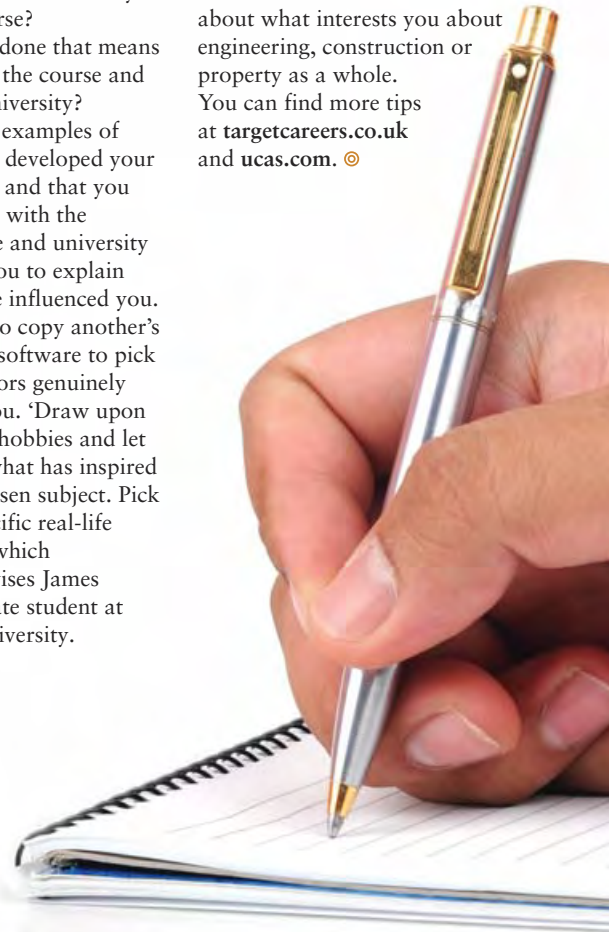 rse?
done that means
the course and
iversity?
examples of
developed your
and that you
with the
e and university
ou to explain
e influenced you.
o copy another's
software to pick
ors genuinely
ou. 'Draw upon
hobbies and let
what has inspired
sen subject. Pick
cific real-life
which
ises James
ate student at
iversity.
about what interests you about
engineering, construction or
property as a whole.
You can find more tips
at targetcareers.co.uk
and ucas.com.